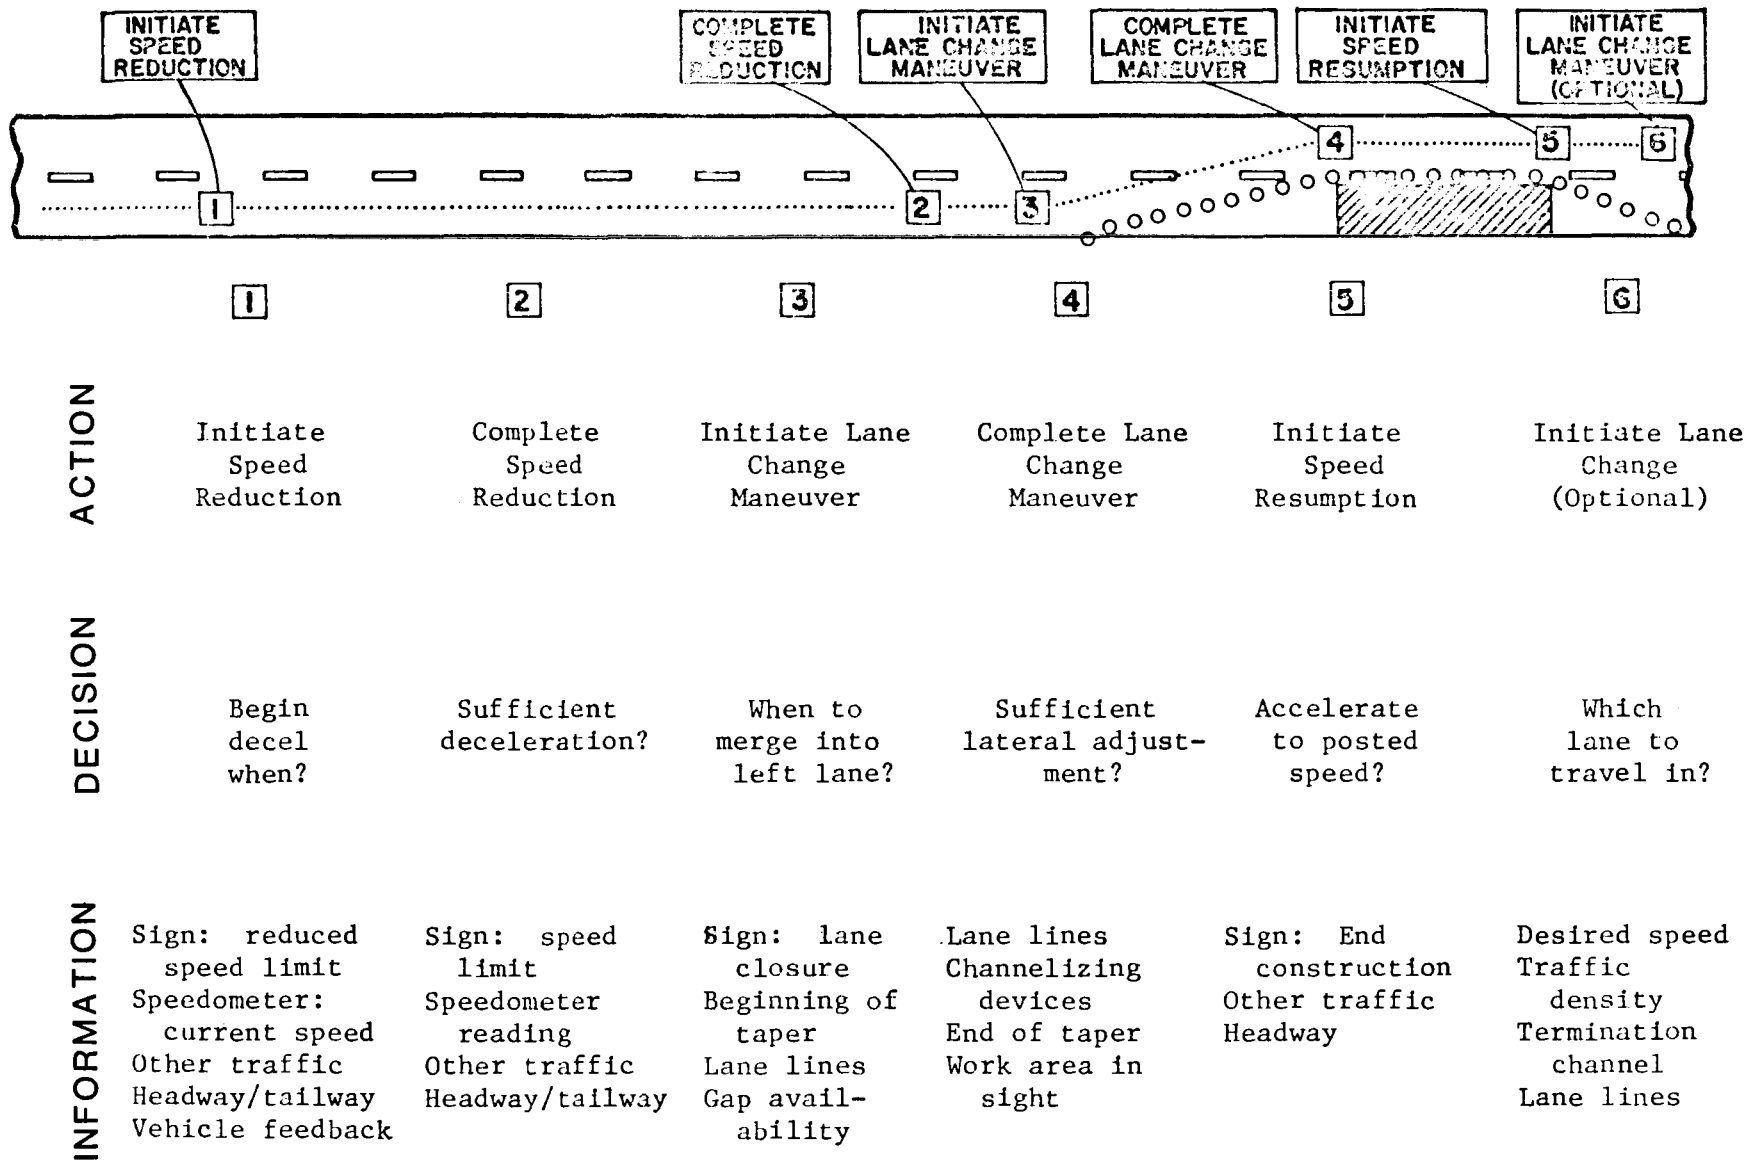 INITIATE
SPEED
REDUCTION
COMPLETE
SPEED
REDUCTION
INITIATE
LANE CHANGE
MANEUVER
COMPLETE
LANE CHANGE
MANEUVER
INITIATE
SPEED
RESUMPTION
INITIATE
LANE CHANGE
MANEUVER
(OPTIONAL)
1
2
3
4
5
6
1
2
3
4
5
6
ACTION
Initiate
Speed
Reduction
Complete
Speed
Reduction
Initiate Lane
Change
Maneuver
Complete Lane
Change
Maneuver
Initiate
Speed
Resumption
Initiate Lane
Change
(Optional)
DECISION
Begin
decel
when?
Sufficient
deceleration?
When to
merge into
left lane?
Sufficient
lateral adjust-
ment?
Accelerate
to posted
speed?
Which
lane to
travel in?
INFORMATION
Sign: reduced
speed limit
Speedometer:
current speed
Other traffic
Headway/tailway
Vehicle feedback
Sign: speed
limit
Speedometer
reading
Other traffic
Headway/tailway
Sign: lane
closure
Beginning of
taper
Lane lines
Gap avail-
ability
Lane lines
Channelizing
devices
End of taper
Work area in
sight
Sign: End
construction
Other traffic
Headway
Desired speed
Traffic
density
Termination
channel
Lane lines